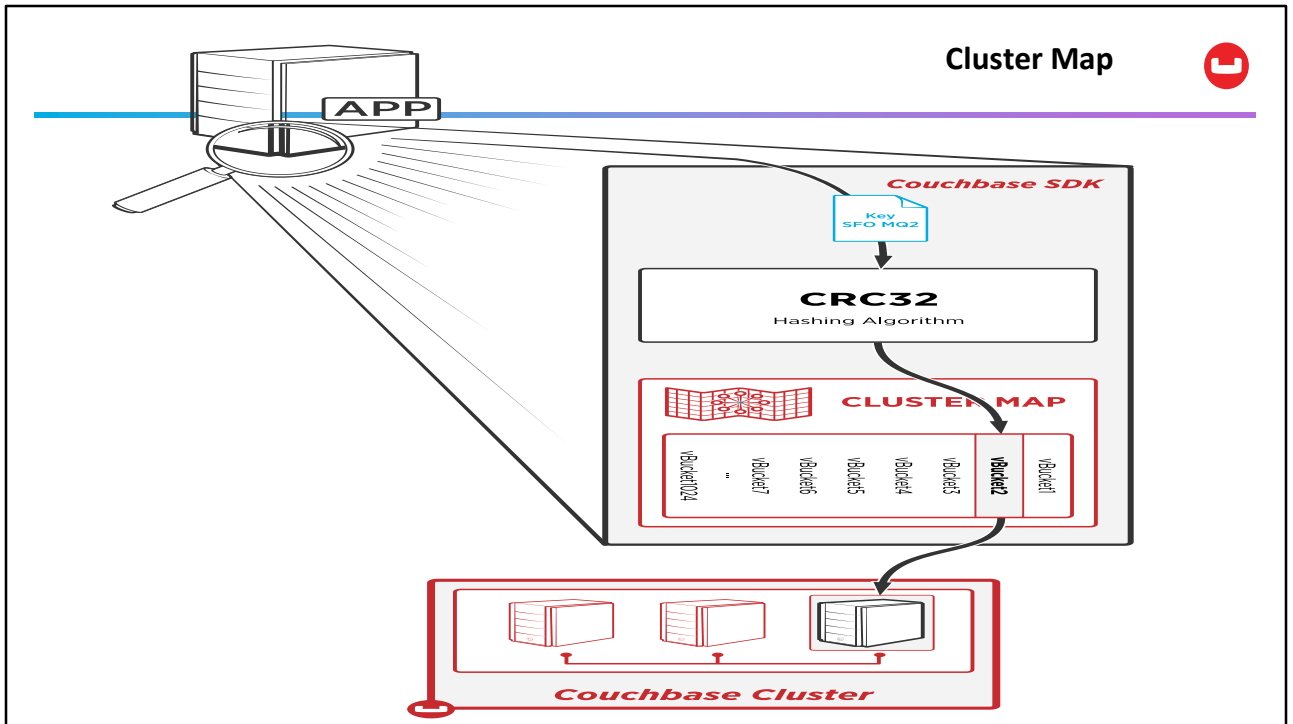 Cluster Map
APP
Couchbase SDK
Key
SFO MQ2
CRC32
Hashing Algorithm
CLUSTER MAP
vBucket1024
...
vBucket7
vBucket6
vBucket5
vBucket4
vBucket3
vBucket2
vBucket1
Couchbase Cluster